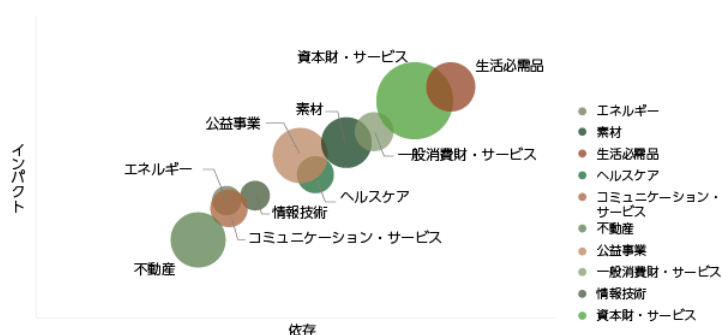 資本財・サービス
生活必需品
素材
公益事業
一般消費財・サービス
エネルギー
ヘルスケア
情報技術
コミュニケーション・サービス
不動産
インパクト
依存
エネルギー
素材
生活必需品
ヘルスケア
コミュニケーション・
サービス
不動産
公益事業
一般消費財・サービス
情報技術
資本財・サービス